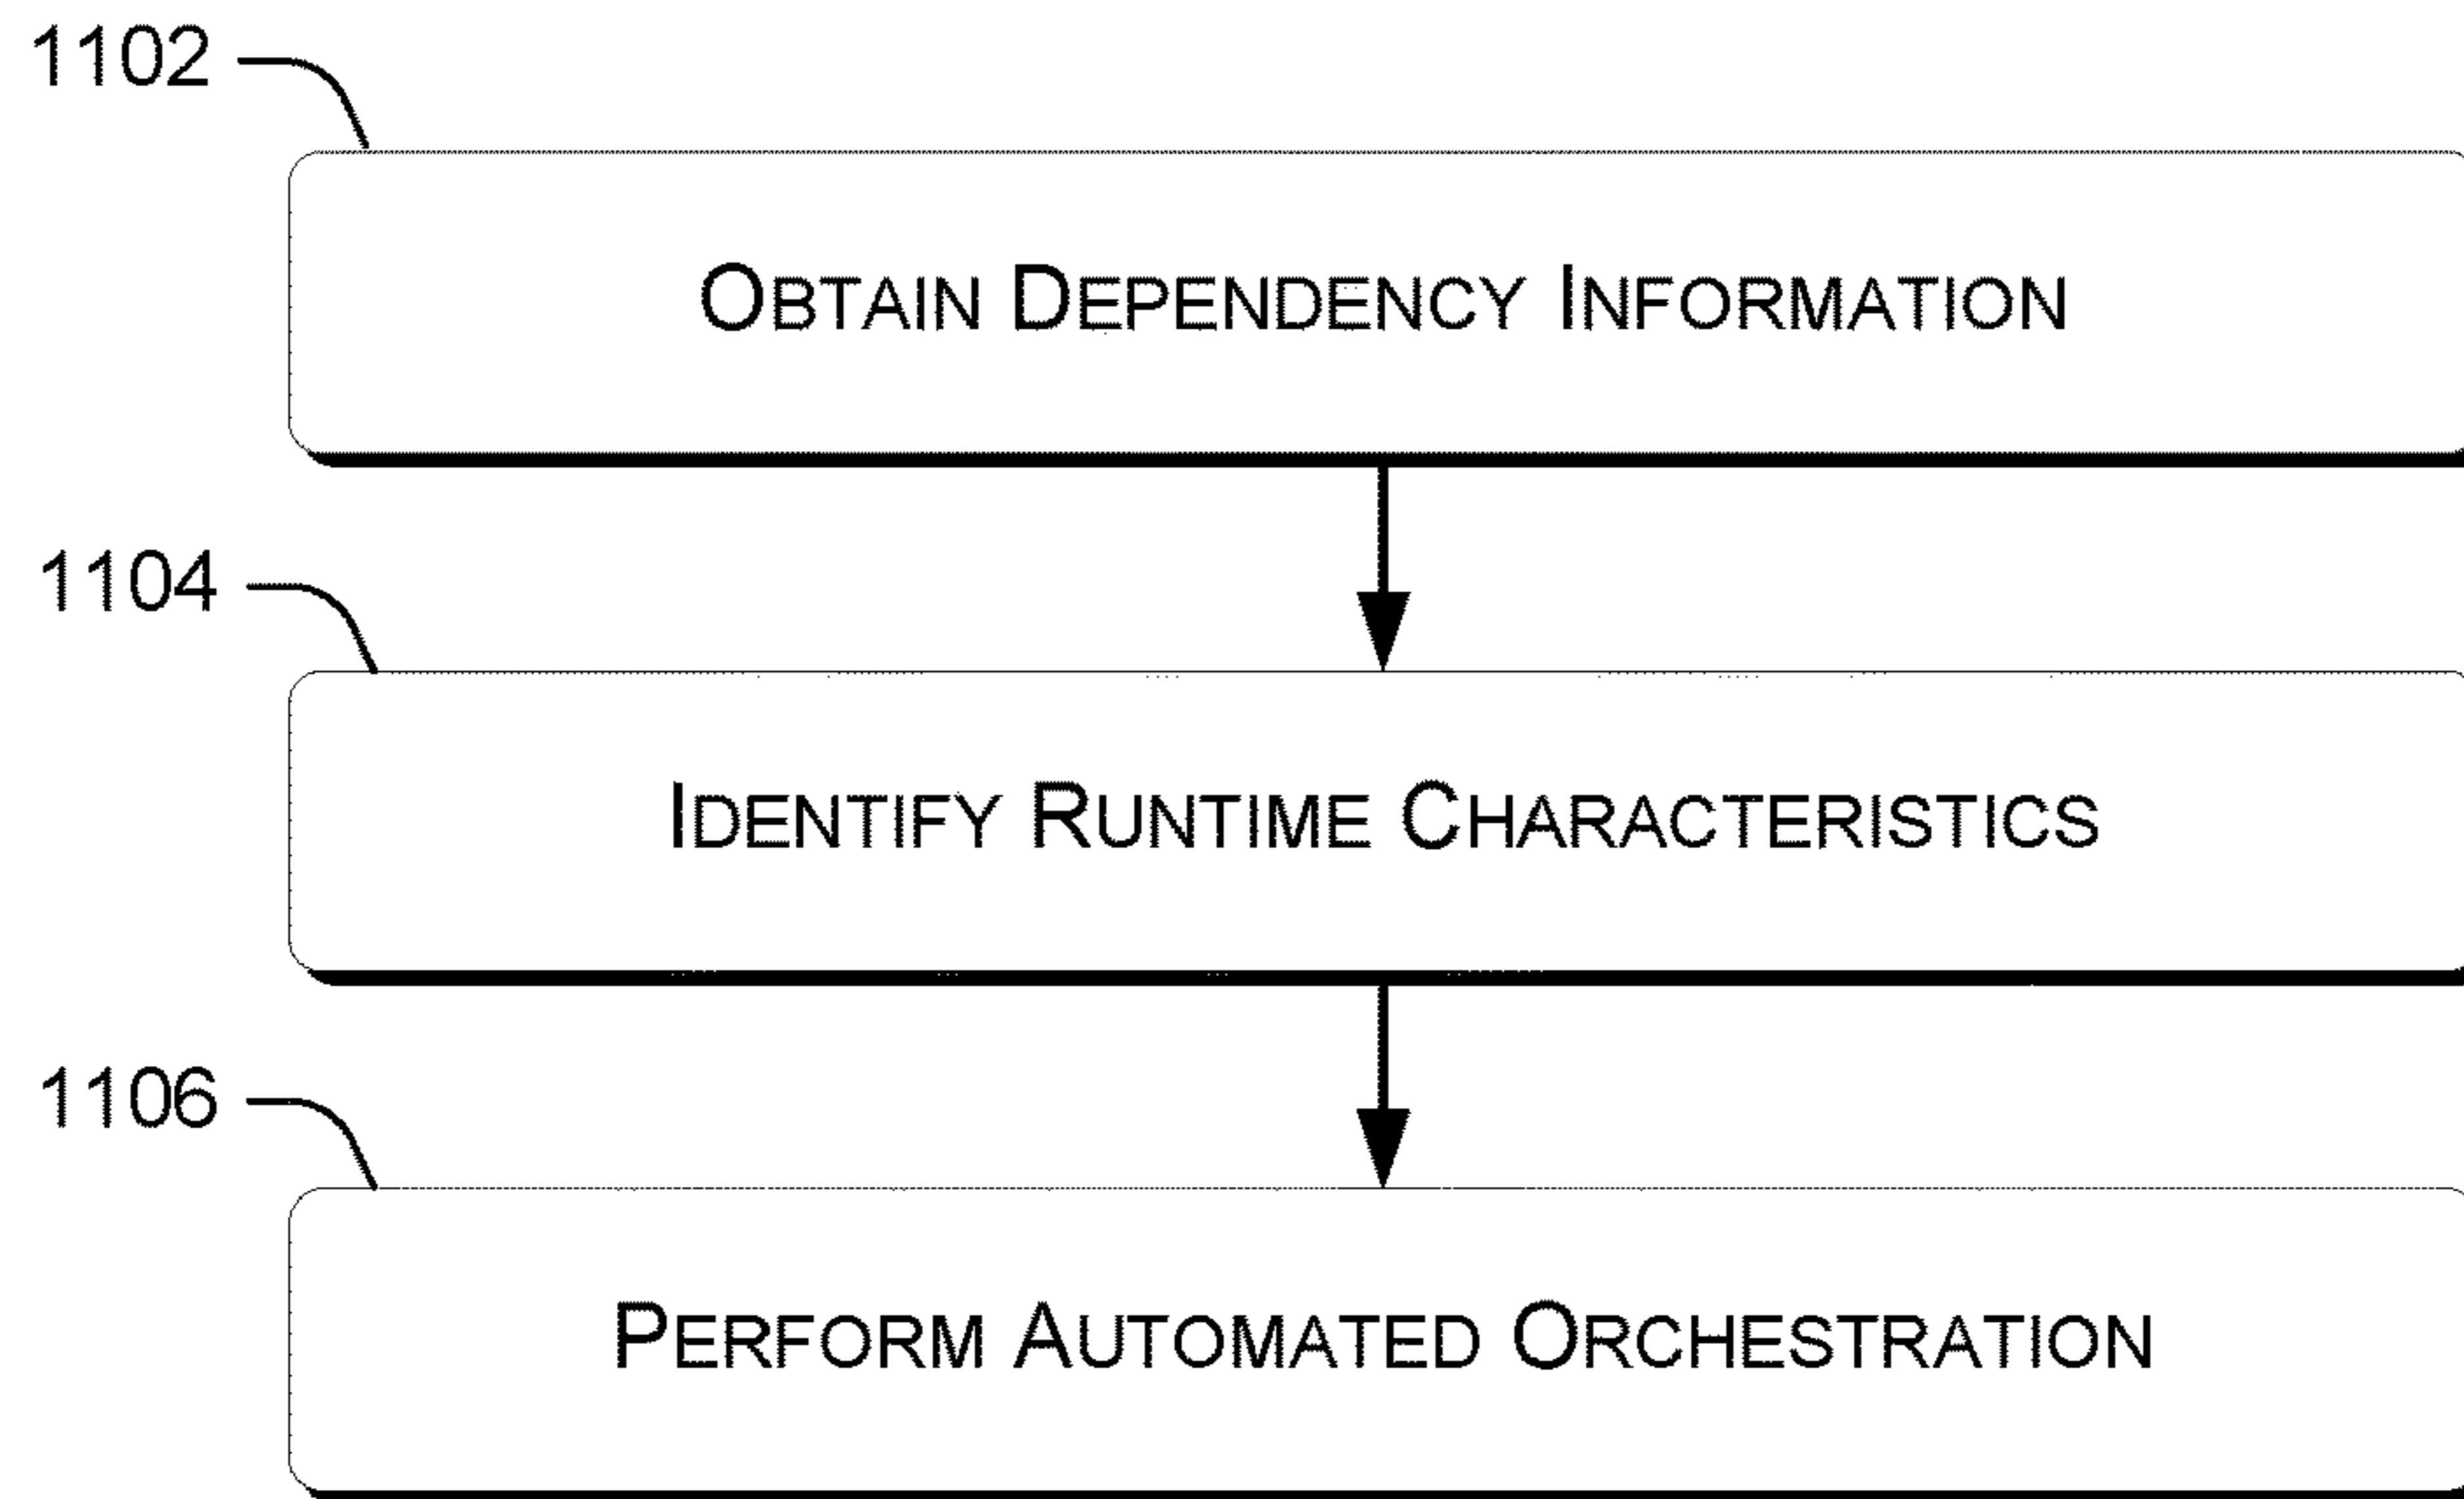 1102
OBTAIN DEPENDENCY INFORMATION
1104
IDENTIFY RUNTIME CHARACTERISTICS
1106
PERFORM AUTOMATED ORCHESTRATION